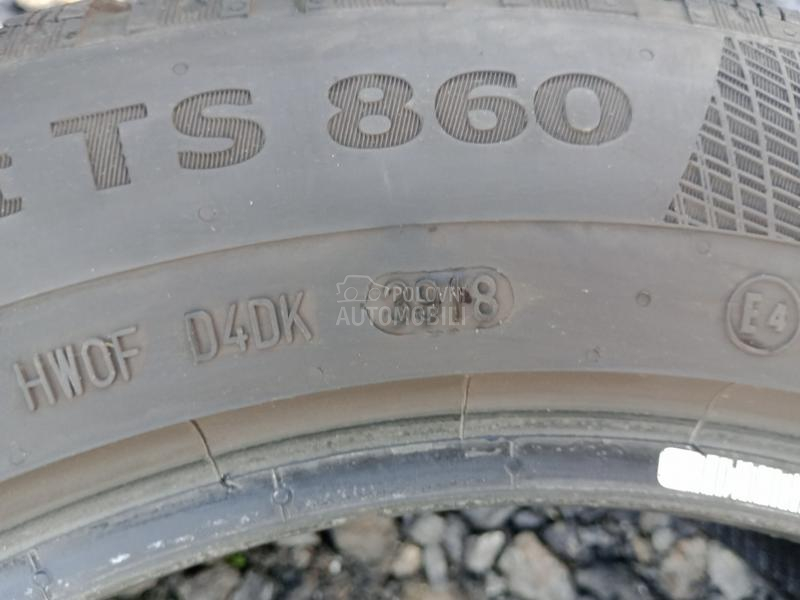 TS 860
HW0F D4DK
POLOVNI
AUTOMOBILI
E4